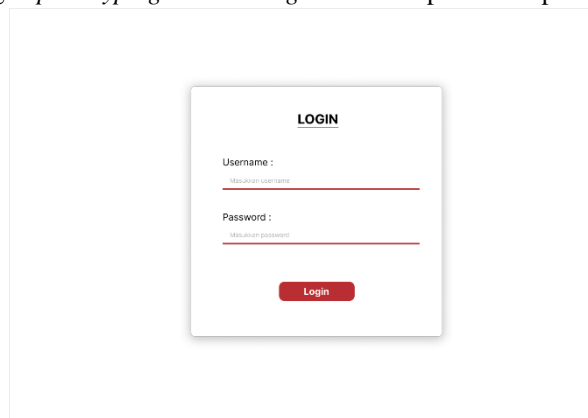 LOGIN
Username :
Masukkan username
Password :
Masukkan password
Login